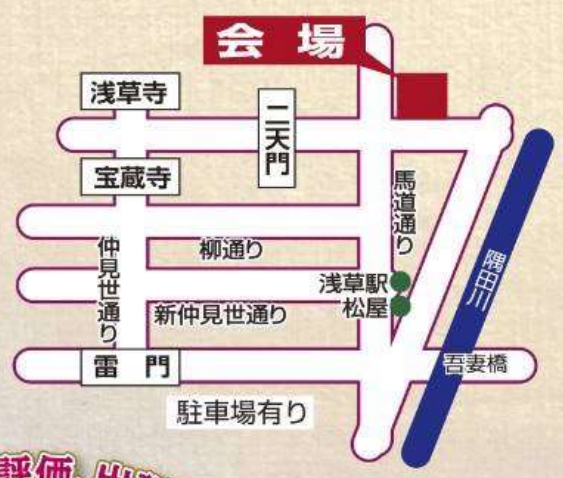 会場
浅草寺
二天門
宝蔵寺
馬道通り
柳通り
仲見世通り
浅草駅
松屋
新仲見世通り
隅田川
雷門
吾妻橋
駐車場有り
評価